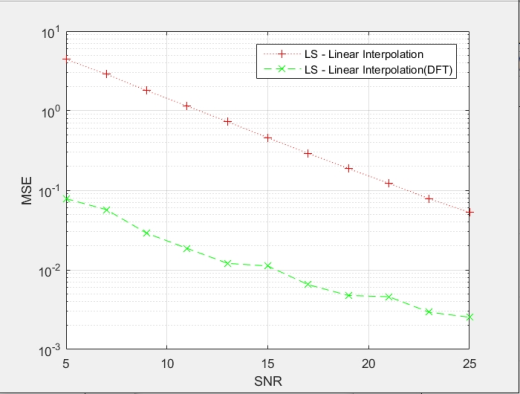 10^1
10^0
10^-1
10^-2
10^-3
MSE
LS - Linear Interpolation
LS - Linear Interpolation(DFT)
5 10 15 20 25
SNR